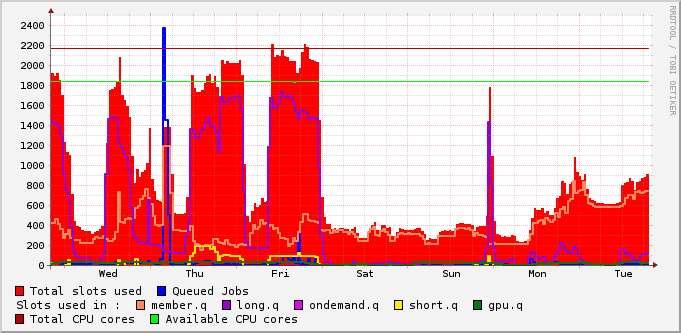 2400
2200
2000
1800
1600
1400
1200
1000
800
600
400
200
0
Wed Thu Fri Sat Sun Mon Tue
RRDTOOL / TOBI OETIKER
Total slots used Queued Jobs
Slots used in : member.q long.q ondemand.q short.q gpu.q
Total CPU cores Available CPU cores